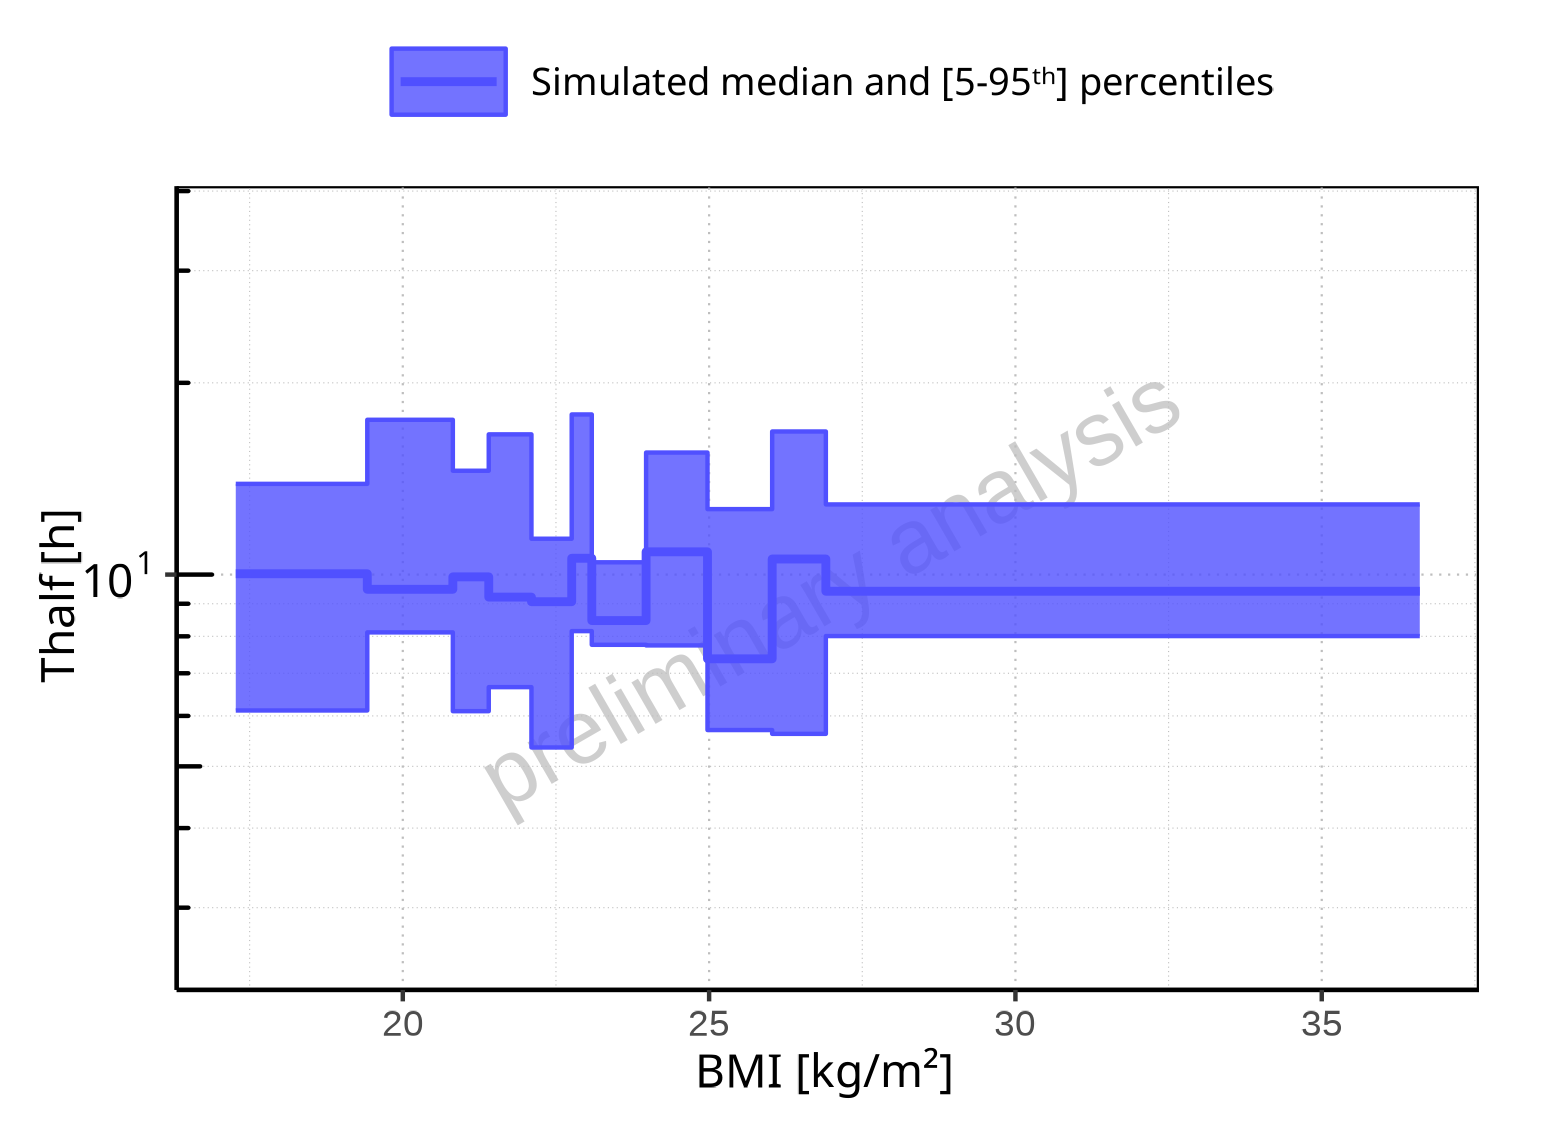 Simulated median and [5-95ᵗʰ] percentiles
Thalf [h]
10¹
preliminary analysis
20 25 30 35
BMI [kg/m²]